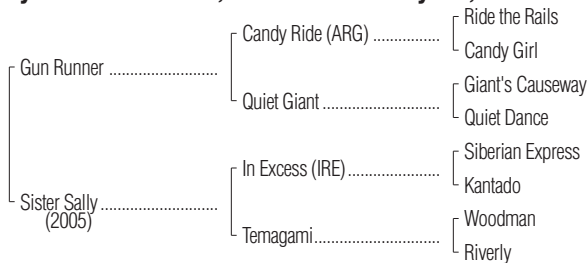 Ride the Rails
Candy Ride (ARG) ................
Candy Girl
Gun Runner ..........................
Giant's Causeway
Quiet Giant .............................
Quiet Dance
Siberian Express
In Excess (IRE)......................
Kantado
Sister Sally ............................
(2005)
Woodman
Temagami..............................
Riverly